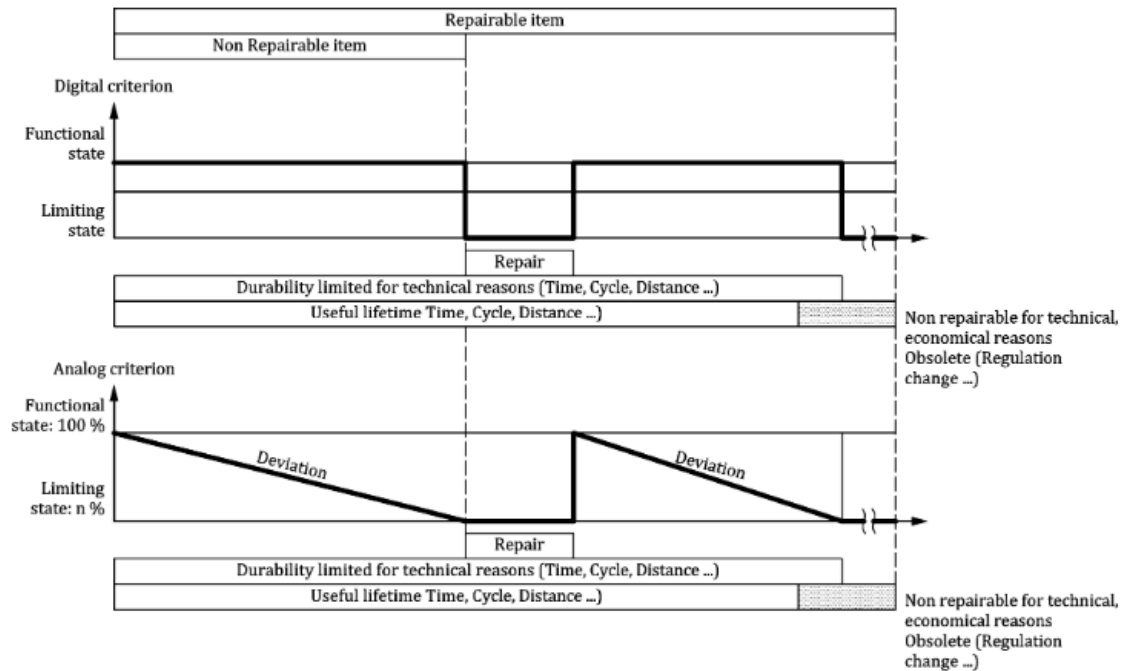 Repairable item
Non Repairable item
Digital criterion
Functional
state
Limiting
state
Repair
Durability limited for technical reasons (Time, Cycle, Distance ...)
Useful lifetime Time, Cycle, Distance ...)
Non repairable for technical,
economical reasons
Obsolete (Regulation
change ...)
Analog criterion
Functional
state: 100 %
Deviation
Deviation
Limiting
state: n %
Repair
Durability limited for technical reasons (Time, Cycle, Distance ...)
Useful lifetime Time, Cycle, Distance ...)
Non repairable for technical,
economical reasons
Obsolete (Regulation
change ...)